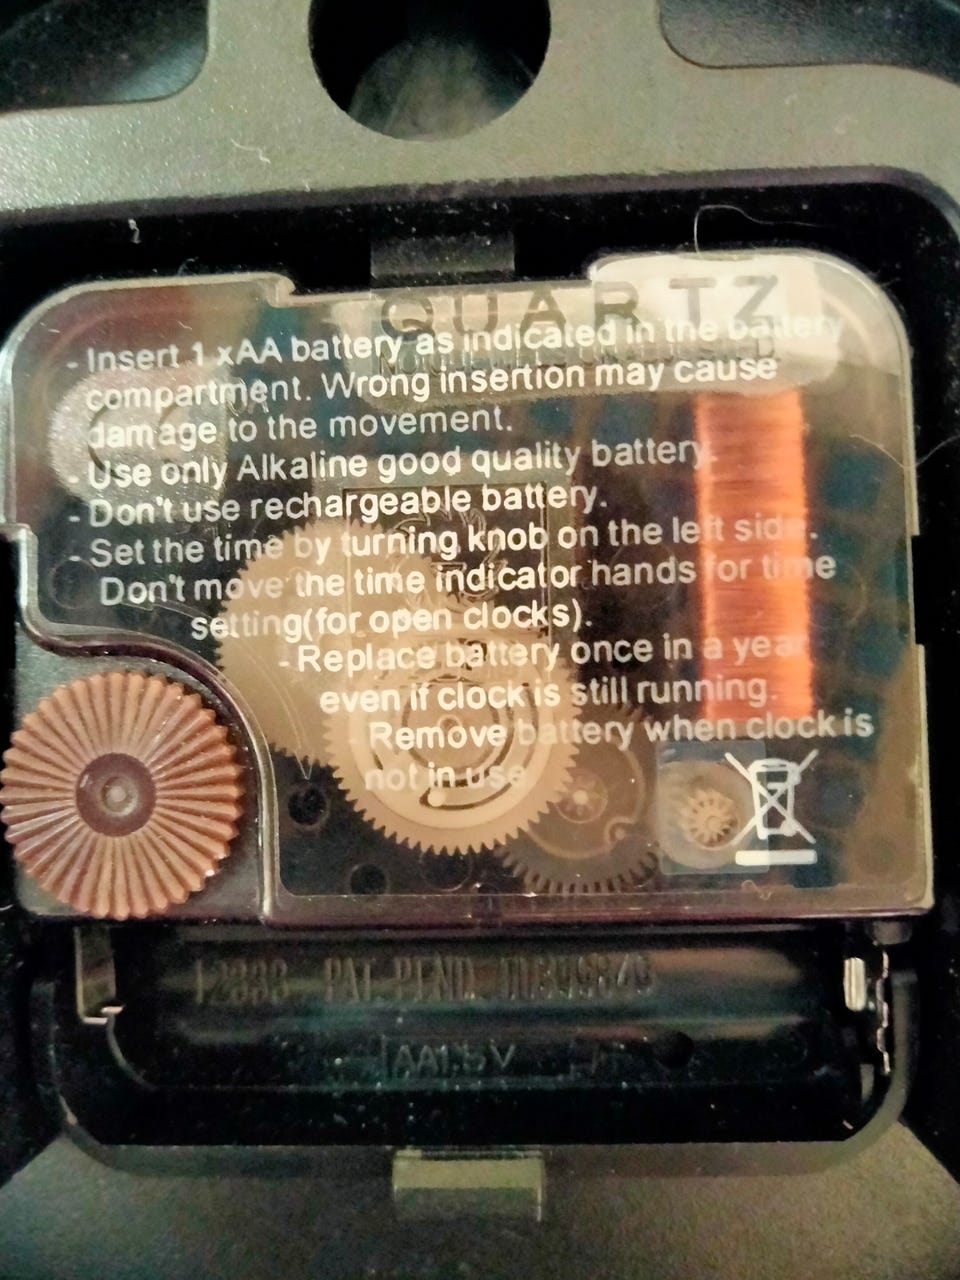 QUARTZ
- Insert 1 xAA battery as indicated in the battery
compartment. Wrong insertion may cause
damage to the movement.
- Use only Alkaline good quality battery.
- Don't use rechargeable battery.
- Set the time by turning knob on the left side.
Don't move the time indicator hands for time
setting(for open clocks).
- Replace battery once in a year
even if clock is still running.
- Remove battery when clock is
not in use
12888 PAT. PEND.
AA1.5V